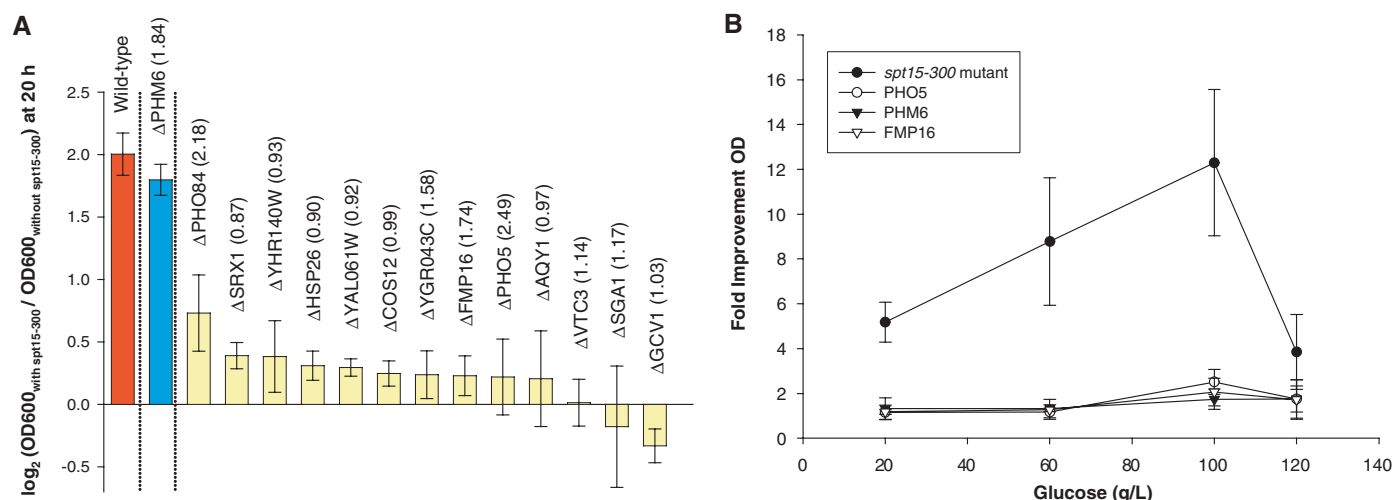 A
log₂ (OD600with spt15-300 / OD600without spt15-300) at 20 h
2.5
2.0
1.5
1.0
0.5
0.0
-0.5
Wild-type
ΔPHM6 (1.84)
ΔPHO84 (2.18)
ΔSRX1 (0.87)
ΔYHR140W (0.93)
ΔHSP26 (0.90)
ΔYAL061W (0.92)
ΔCOS12 (0.99)
ΔYGR043C (1.58)
ΔFMP16 (1.74)
ΔPHO5 (2.49)
ΔAQY1 (0.97)
ΔVTC3 (1.14)
ΔSGA1 (1.17)
ΔGCV1 (1.03)
B
Fold Improvement OD
18
16
14
12
10
8
6
4
2
0
spt15-300 mutant
PHO5
PHM6
FMP16
0 20 40 60 80 100 120 140
Glucose (g/L)